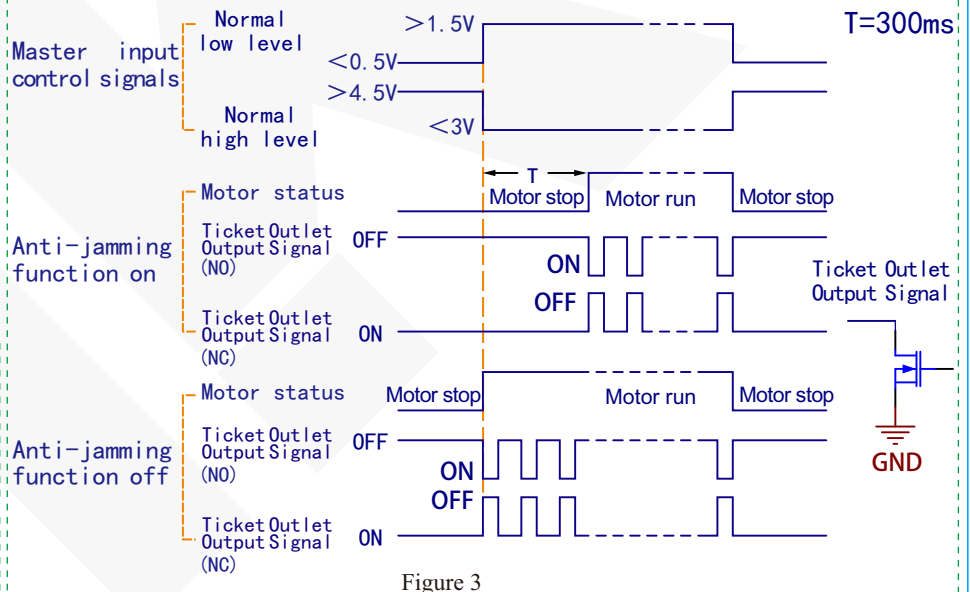 Normal
low level
>1.5V
T=300ms
Master input
control signals
<0.5V
>4.5V
Normal
high level
<3V
T
Motor status
Motor stop
Motor run
Motor stop
Anti-jamming
function on
Ticket Outlet
Output Signal
(NO)
OFF
ON
OFF
Ticket Outlet
Output Signal
(NC)
ON
Ticket Outlet
Output Signal
GND
Motor status
Motor stop
Motor run
Motor stop
Anti-jamming
function off
Ticket Outlet
Output Signal
(NO)
OFF
ON
OFF
Ticket Outlet
Output Signal
(NC)
ON
Figure 3